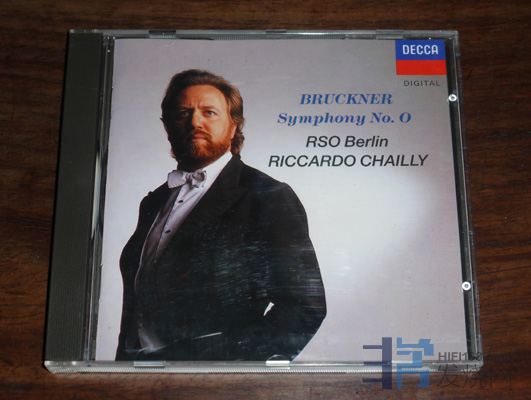 DECCA
DIGITAL
BRUCKNER
Symphony No. 0
RSO Berlin
RICCARDO CHAILLY